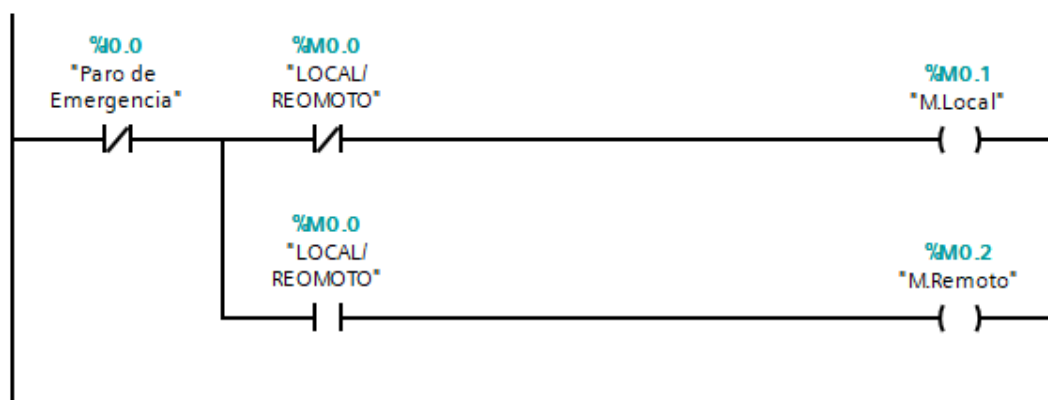 %I0.0
"Paro de
Emergencia"
%M0.0
"LOCAL/
REOMOTO"
%M0.1
"M.Local"
%M0.0
"LOCAL/
REOMOTO"
%M0.2
"M.Remoto"